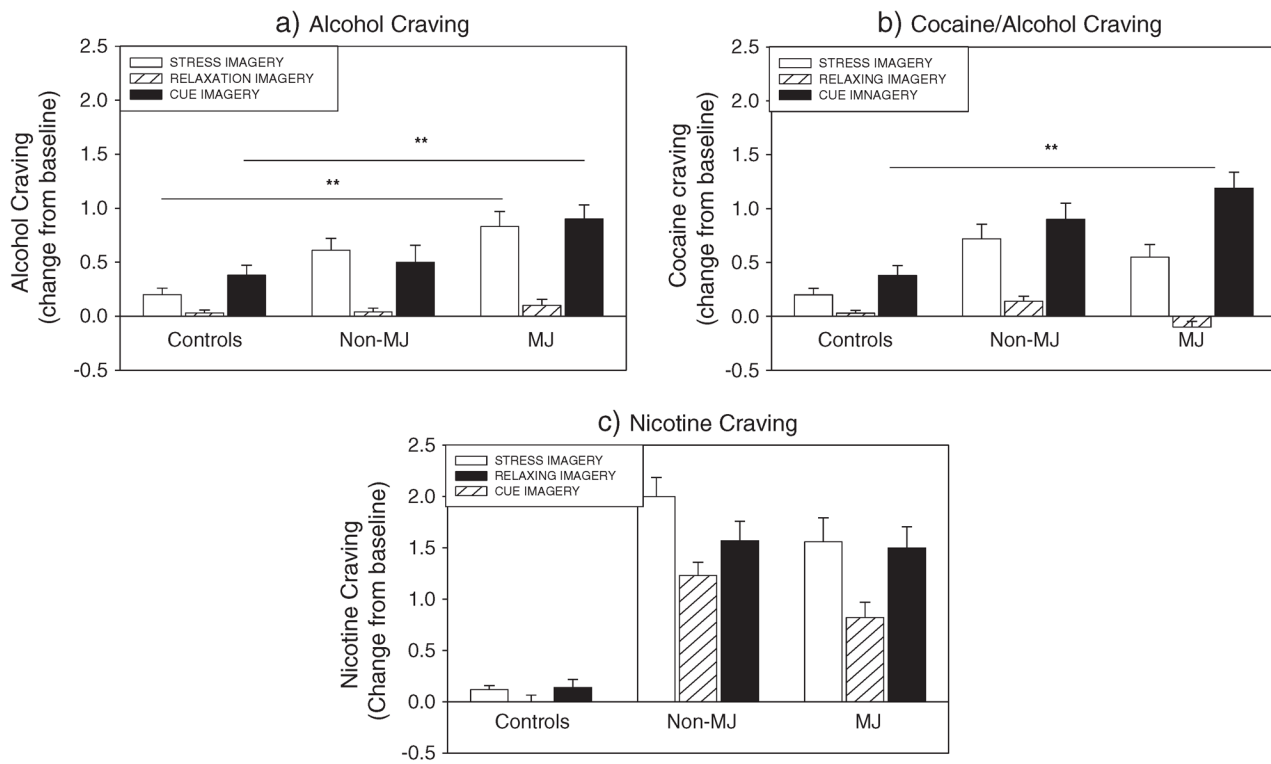 a) Alcohol Craving
2.5
2.0
1.5
1.0
0.5
0.0
-0.5
Alcohol Craving
(change from baseline)
STRESS IMAGERY
RELAXATION IMAGERY
CUE IMAGERY
**
**
Controls
Non-MJ
MJ
b) Cocaine/Alcohol Craving
2.5
2.0
1.5
1.0
0.5
0.0
-0.5
Cocaine craving
(change from baseline)
STRESS IMAGERY
RELAXING IMAGERY
CUE IMNAGERY
**
Controls
Non-MJ
MJ
c) Nicotine Craving
2.5
2.0
1.5
1.0
0.5
0.0
-0.5
Nicotine Craving
(Change from baseline)
STRESS IMAGERY
RELAXING IMAGERY
CUE IMAGERY
Controls
Non-MJ
MJ